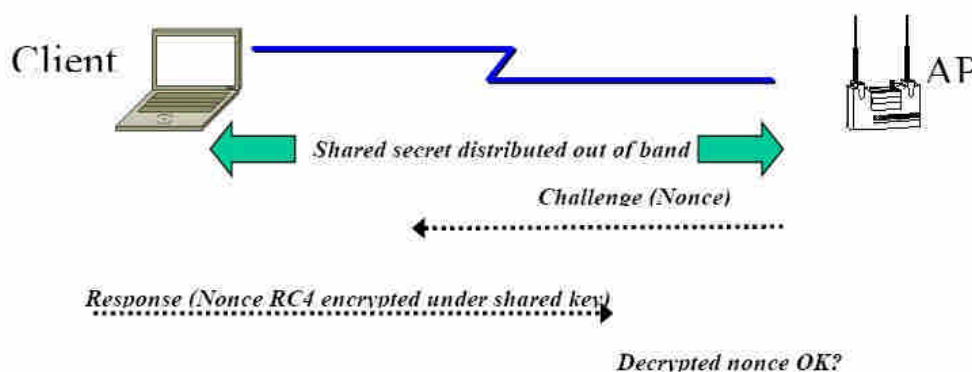 Client
AP
Shared secret distributed out of band
Challenge (Nonce)
Response (Nonce RC4 encrypted under shared key)
Decrypted nonce OK?